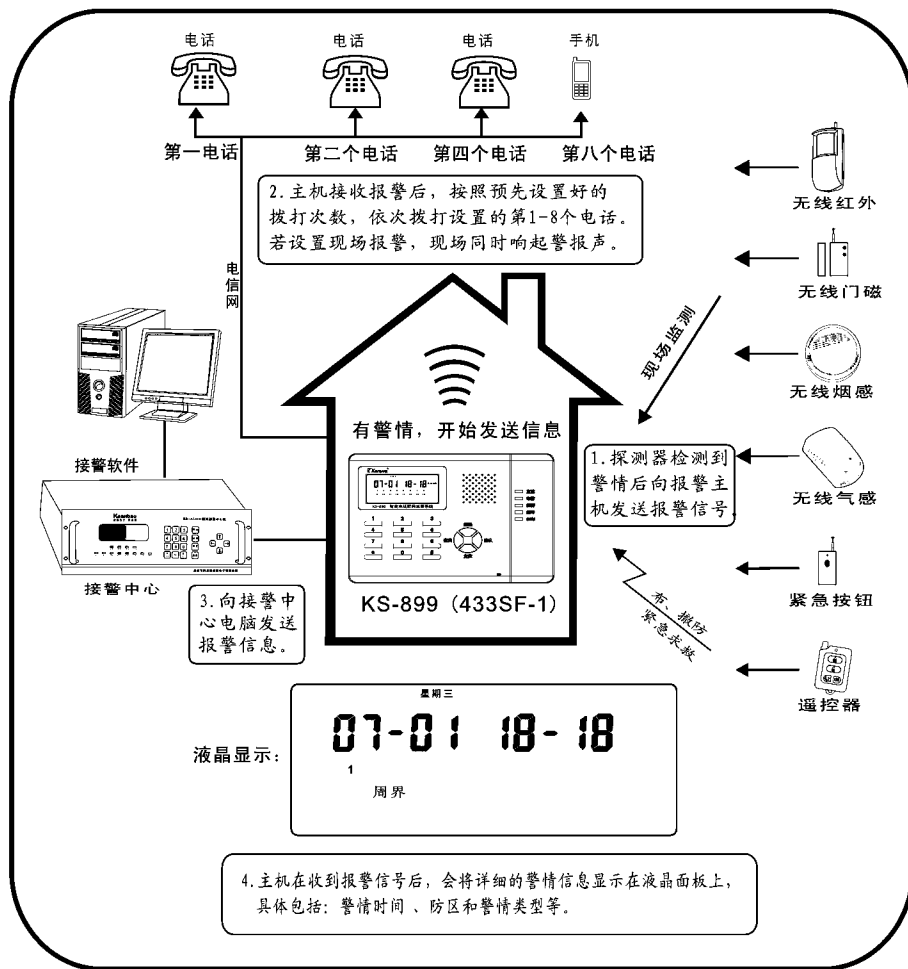 电话
电话
电话
手机
第一电话
第二个电话
第四个电话
第八个电话
2.主机接收报警后，按照预先设置好的
拨打次数，依次拨打设置的第1-8个电话。
若设置现场报警，现场同时响起警报声。
无线红外
电信网
无线门磁
现场监测
无线烟感
有警情，开始发送信息
接警软件
1.探测器检测到
警情后向报警主
机发送报警信号.
无线气感
07-01 18-18
1 2 3
4 5 6
7 8 9
* 0 #
接警中心
KS-899（433SF-1）
紧急按钮
3.向接警中
心电脑发送
报警信息。
布、撤防
紧急求救
遥控器
星期三
液晶显示：
07-01 18-18
1
周界
4.主机在收到报警信号后，会将详细的警情信息显示在液晶面板上，
具体包括：警情时间、防区和警情类型等。